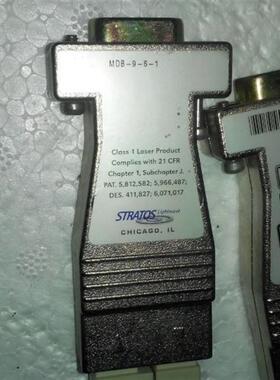 MDB-9-6-1
Class 1 Laser Product
Complies with 21 CFR
Chapter 1, Subchapter J.
PAT. 5,812,582; 5,966,487;
DES. 411,827; 6,071,017
STRATOS Lightwave
CHICAGO, IL